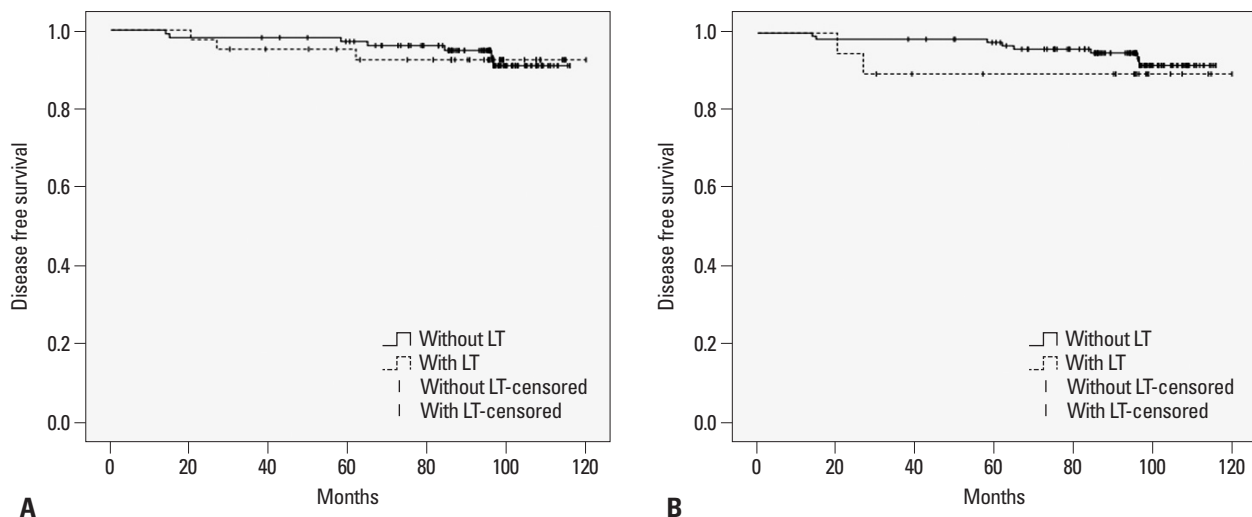 1.0
0.8
0.6
0.4
0.2
0.0
Disease free survival
Without LT
With LT
Without LT-censored
With LT-censored
0 20 40 60 80 100 120
Months
A
1.0
0.8
0.6
0.4
0.2
0.0
Disease free survival
Without LT
With LT
Without LT-censored
With LT-censored
0 20 40 60 80 100 120
Months
B